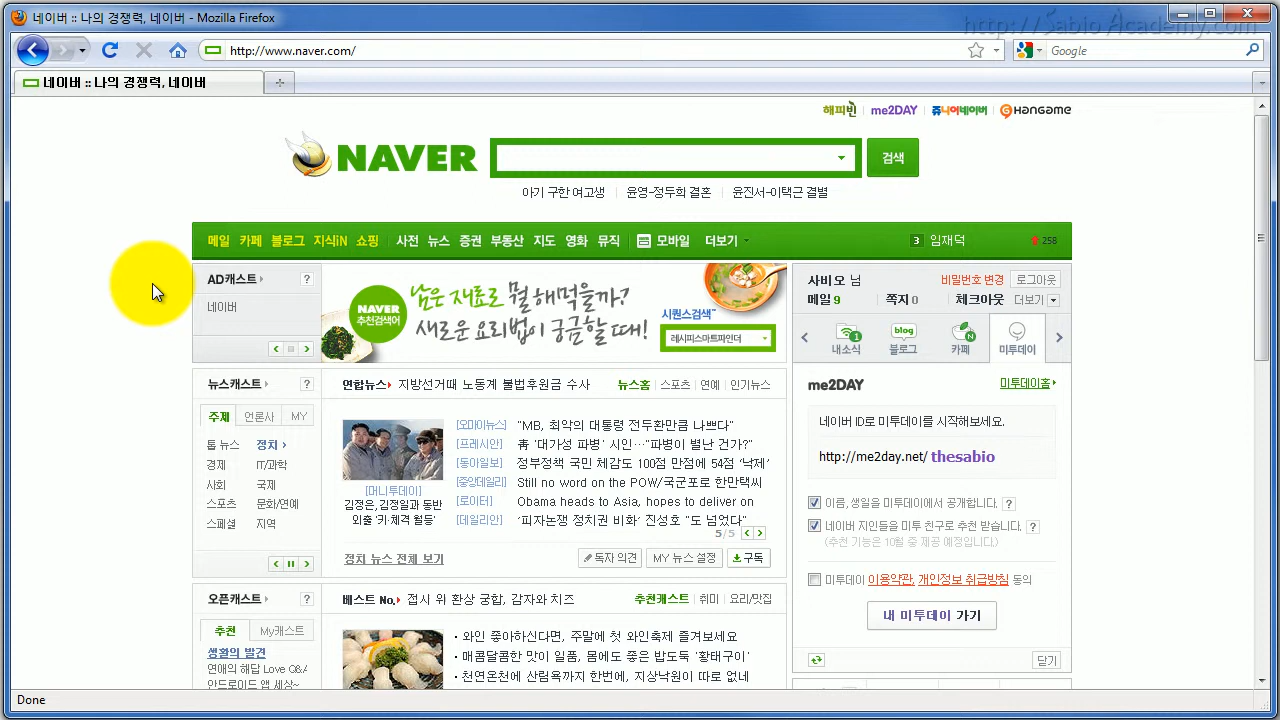 네이버 :: 나의 경쟁력, 네이버 - Mozilla Firefox
http://SabioAcademy.com
http://www.naver.com/
Google
네이버 :: 나의 경쟁력, 네이버
해피빈 me2DAY 쥬니어네이버 HANGAME
NAVER 검색
아기 구한 여고생 윤영-정두희 결혼 윤진서-이택근 결별
메일 카페 블로그 지식iN 쇼핑 사전 뉴스 증권 부동산 지도 영화 뮤직 모바일 더보기 3 임재덕 258
AD캐스트 ?
네이버
NAVER 추천검색어
남은 재료로 뭘 해먹을까?
새로운 요리법이 궁금할 때!
시퀀스검색™
레시피스마트파인더
사비오 님 비밀번호 변경 로그아웃
메일 9 쪽지 0 체크아웃 더보기
내소식 블로그 카페 미투데이
blog
1
N
뉴스캐스트 ?
주제 언론사 MY
톱 뉴스 정치
경제 IT/과학
사회 국제
스포츠 문화/연예
스페셜 지역
연합뉴스 지방선거때 노동계 불법후원금 수사 뉴스홈 스포츠 연예 인기뉴스
[머니투데이]
김정은,김정일과 동반
외출 '키·체격 월등'
[오마이뉴스] "MB, 최악의 대통령 전두환만큼 나쁘다"
[프레시안] 靑 '대가성 파병' 시인…"파병이 별난 건가?"
[동아일보] 정부정책 국민 체감도 100점 만점에 54점 '낙제'
[중앙데일리] Still no word on the POW/국군포로 한만택씨
[로이터] Obama heads to Asia, hopes to deliver on
[데일리안] '피자논쟁 정치권 비화' 진성호 "도 넘었다"
5/5
정치 뉴스 전체 보기 독자 의견 MY 뉴스 설정 구독
me2DAY 미투데이홈
네이버 ID로 미투데이를 시작해보세요.
http://me2day.net/ thesabio
이름, 생일을 미투데이에서 공개합니다. ?
네이버 지인들을 미투 친구로 추천 받습니다. ?
(추천 기능은 10월 중 제공 예정입니다.)
미투데이 이용약관, 개인정보 취급방침 동의
내 미투데이 가기
닫기
오픈캐스트 ?
추천 My캐스트
생활의 발견
연애의 해답 Love Q&A
안드로이드 앱 세상~
베스트 No. 접시 위 환상 궁합, 감자와 치즈 추천캐스트 취미 요리/맛집
· 와인 좋아하신다면, 주말에 첫 와인축제 즐겨보세요
· 매콤달콤한 맛이 일품, 몸에도 좋은 밥도둑 '황태구이'
· 천연온천에 산림욕까지 한번에, 지상낙원이 따로 없네
Done